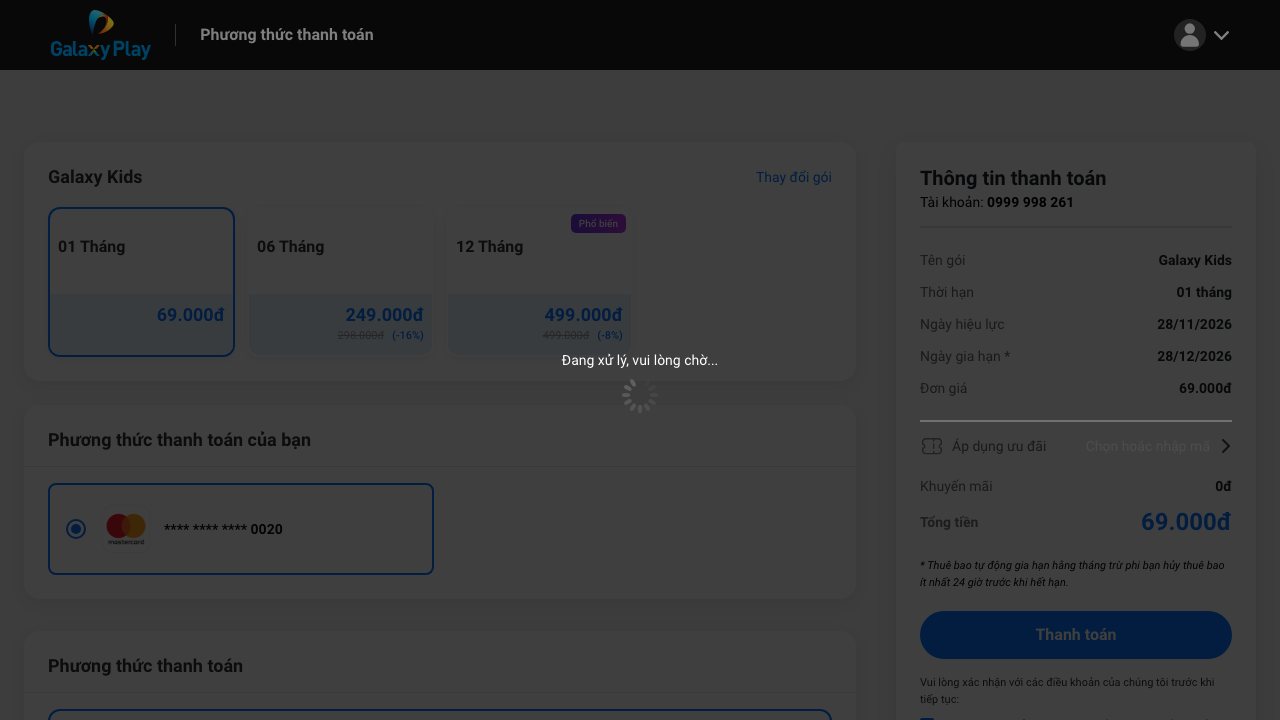 Galaxy Play
Phương thức thanh toán
Galaxy Kids
Thay đổi gói
01 Tháng
69.000đ
06 Tháng
249.000đ
298.000đ (-16%)
Phổ biến
12 Tháng
499.000đ
499.000đ (-8%)
Đang xử lý, vui lòng chờ...
Phương thức thanh toán của bạn
mastercard
**** **** **** 0020
Phương thức thanh toán
Thông tin thanh toán
Tài khoản: 0999 998 261
Tên gói Galaxy Kids
Thời hạn 01 tháng
Ngày hiệu lực 28/11/2026
Ngày gia hạn * 28/12/2026
Đơn giá 69.000đ
Áp dụng ưu đãi Chọn hoặc nhập mã
Khuyến mãi 0đ
Tổng tiền 69.000đ
* Thuê bao tự động gia hạn hằng tháng trừ phi bạn hủy thuê bao
ít nhất 24 giờ trước khi hết hạn.
Thanh toán
Vui lòng xác nhận với các điều khoản của chúng tôi trước khi
tiếp tục: